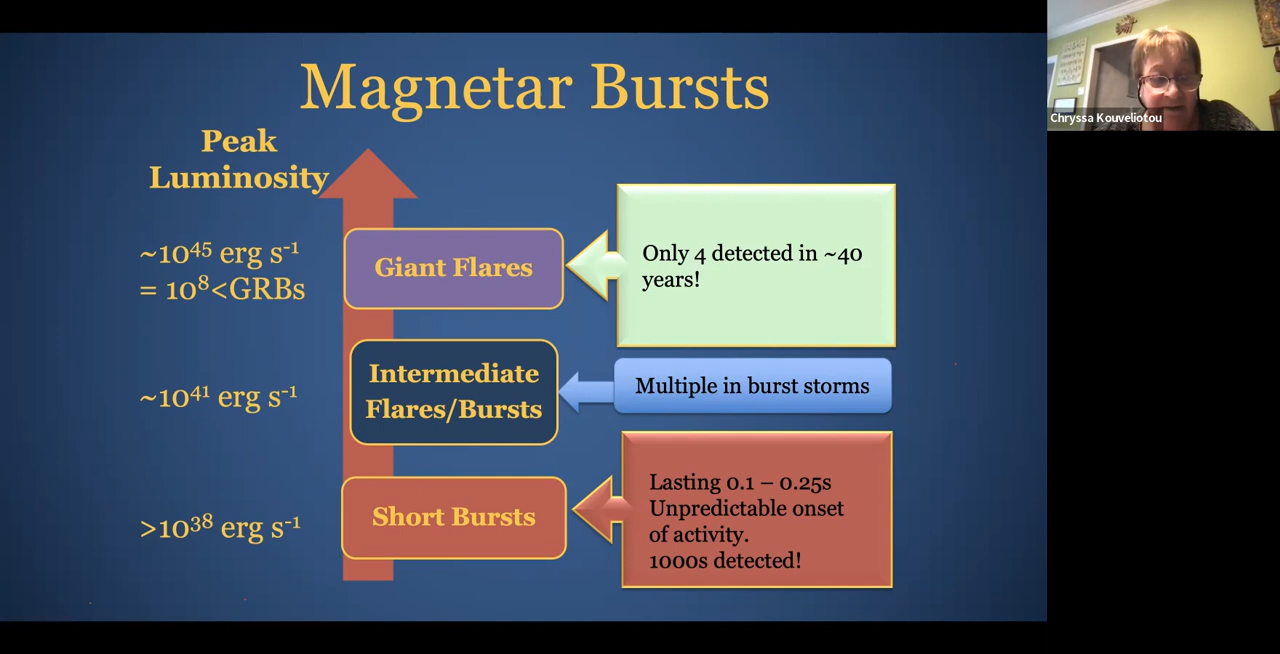 Magnetar Bursts
Peak
Luminosity
~10⁴⁵ erg s⁻¹
= 10⁸<GRBs
Giant Flares
Only 4 detected in ~40
years!
~10⁴¹ erg s⁻¹
Intermediate
Flares/Bursts
Multiple in burst storms
>10³⁸ erg s⁻¹
Short Bursts
Lasting 0.1 – 0.25s
Unpredictable onset
of activity.
1000s detected!
Chryssa Kouveliotou